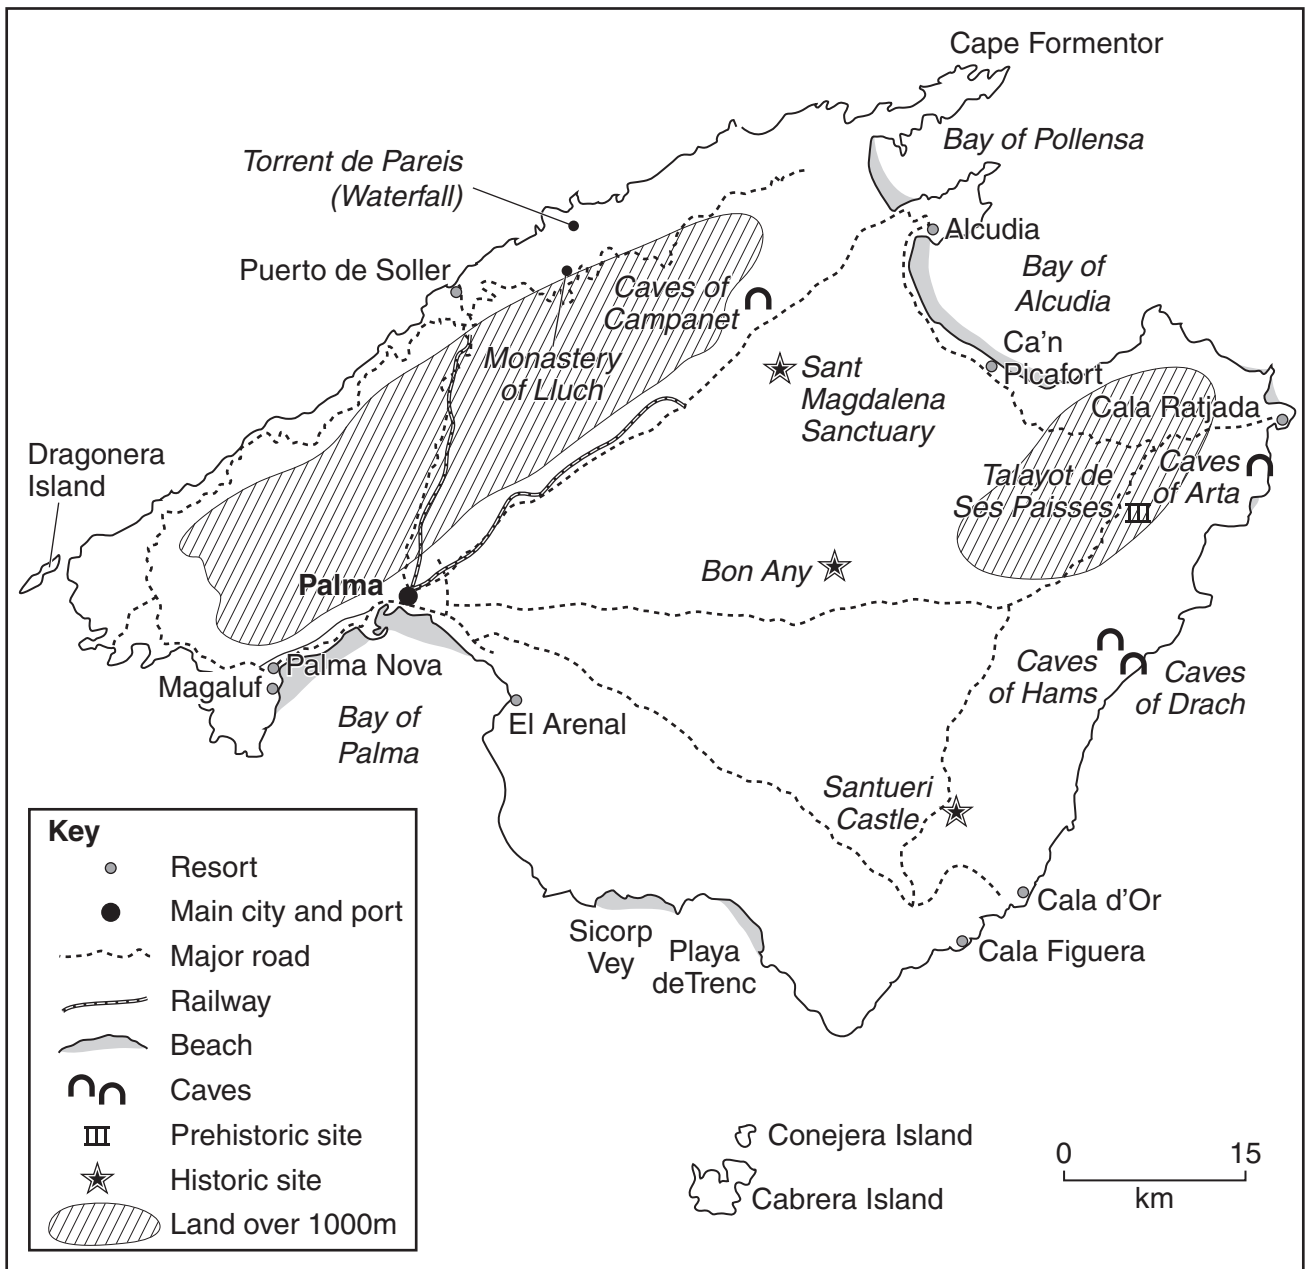 Cape Formentor
Bay of Pollensa
Torrent de Pareis
(Waterfall)
Alcudia
Puerto de Soller
Bay of
Alcudia
Caves of
Campanet
Ca'n
Picafort
Monastery
of Lluch
Sant
Magdalena
Sanctuary
Cala Ratjada
Dragonera
Island
Caves
of Arta
Talayot de
Ses Paisses
Bon Any
Palma
Palma Nova
Magaluf
Caves
of Hams
Caves
of Drach
Bay of
Palma
El Arenal
Santueri
Castle
Cala d'Or
Sicorp
Vey
Playa
deTrenc
Cala Figuera
Key
Resort
Main city and port
Major road
Railway
Beach
Caves
Prehistoric site
Historic site
Land over 1000m
Conejera Island
Cabrera Island
0 15
km